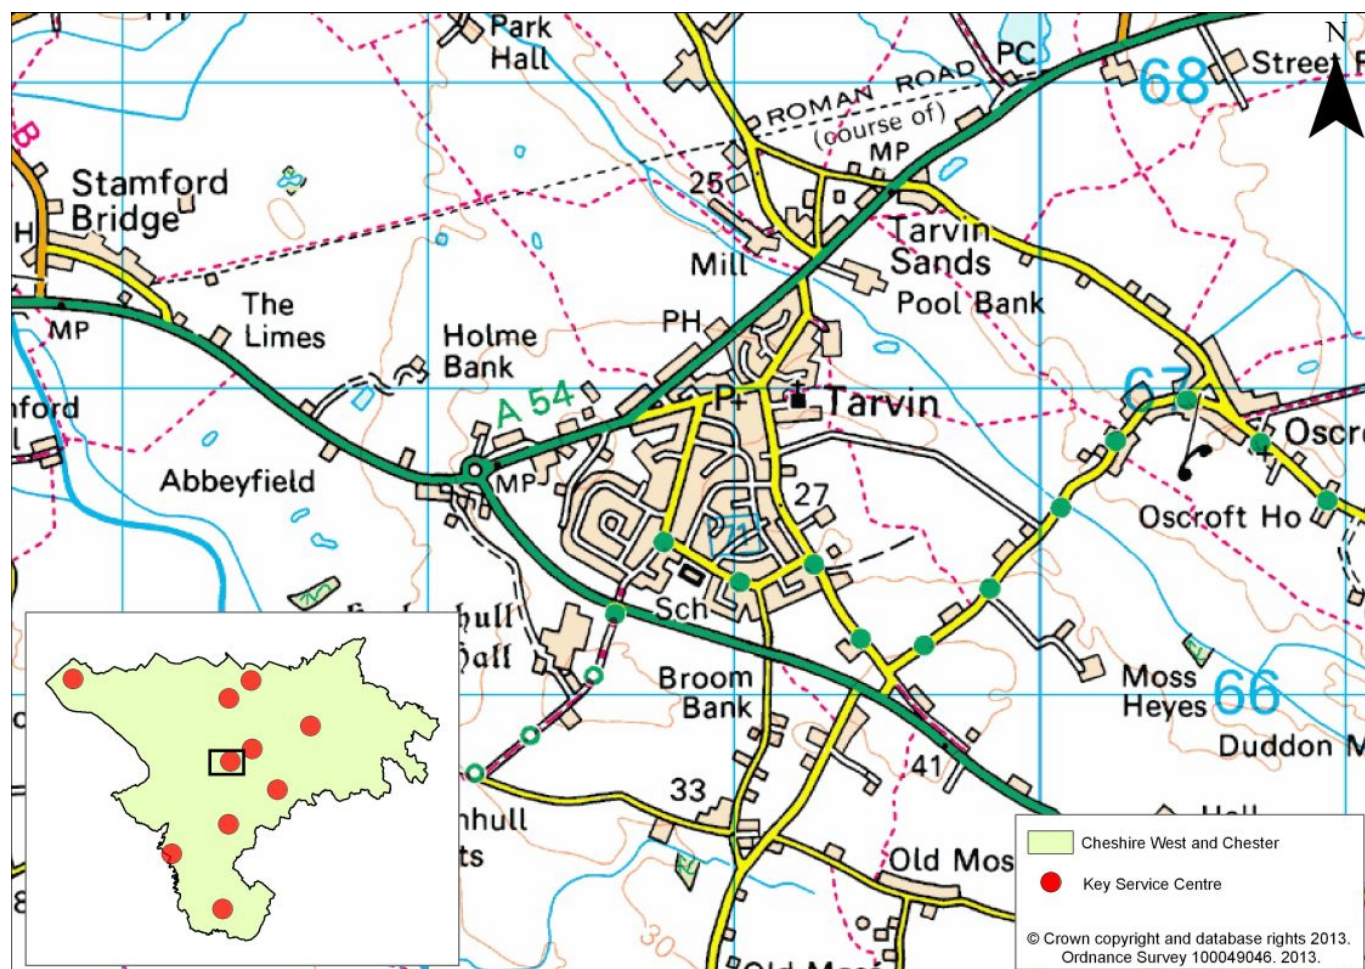 Park
Hall
PC
N
68
Street
ROMAN ROAD
(course of)
MP
B
25
Stamford
Bridge
H
Tarvin
Sands
Mill
Pool Bank
The
Limes
MP
PH
Holme
Bank
67
A 54
P
Tarvin
Abbeyfield
MP
27
Oscroft Ho
Sch
Moss
Heyes
66
Broom
Bank
Duddon
41
33
Old Mos
30
Cheshire West and Chester
Key Service Centre
© Crown copyright and database rights 2013.
Ordnance Survey 100049046. 2013.